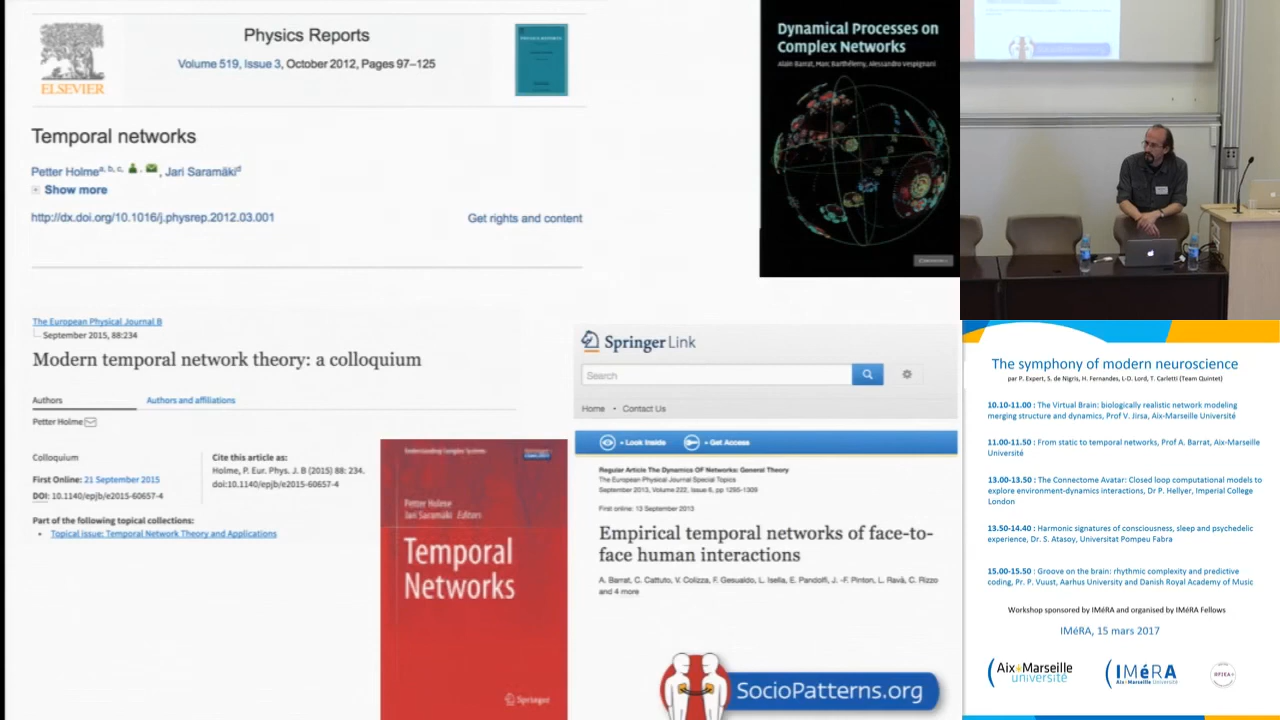 Physics Reports
Volume 519, Issue 3, October 2012, Pages 97–125
ELSEVIER
Temporal networks
Petter Holme a, b, c, , Jari Saramäki d
Show more
http://dx.doi.org/10.1016/j.physrep.2012.03.001
Get rights and content
Dynamical Processes on
Complex Networks
Alain Barrat, Marc Barthélemy, Alessandro Vespignani
The European Physical Journal B
September 2015, 88:234
Modern temporal network theory: a colloquium
Authors
Authors and affiliations
Petter Holme
Colloquium
First Online: 21 September 2015
DOI: 10.1140/epjb/e2015-60657-4
Cite this article as:
Holme, P. Eur. Phys. J. B (2015) 88: 234.
doi:10.1140/epjb/e2015-60657-4
Part of the following topical collections:
• Topical issue: Temporal Network Theory and Applications
Understanding Complex Systems
Petter Holme
Jari Saramäki Editors
Temporal
Networks
Springer
Springer Link
Search
Home • Contact Us
» Look Inside
» Get Access
Regular Article The Dynamics OF Networks: General Theory
The European Physical Journal Special Topics
September 2013, Volume 222, Issue 6, pp 1295-1309
First online: 13 September 2013
Empirical temporal networks of face-to-
face human interactions
A. Barrat, C. Cattuto, V. Colizza, F. Gesualdo, L. Isella, E. Pandolfi, J. -F. Pinton, L. Ravà, C. Rizzo
and 4 more
SocioPatterns.org
SocioPatterns.org
The symphony of modern neuroscience
par P. Expert, S. de Nigris, H. Fernandes, L-D. Lord, T. Carletti (Team Quintet)
10.10-11.00 : The Virtual Brain: biologically realistic network modeling
merging structure and dynamics, Prof V. Jirsa, Aix-Marseille Université
11.00-11.50 : From static to temporal networks, Prof A. Barrat, Aix-Marseille
Université
13.00-13.50 : The Connectome Avatar: Closed loop computational models to
explore environment-dynamics interactions, Dr P. Hellyer, Imperial College
London
13.50-14.40 : Harmonic signatures of consciousness, sleep and psychedelic
experience, Dr. S. Atasoy, Universitat Pompeu Fabra
15.00-15.50 : Groove on the brain: rhythmic complexity and predictive
coding, Pr. P. Vuust, Aarhus University and Danish Royal Academy of Music
Workshop sponsored by IMéRA and organised by IMéRA Fellows
IMéRA, 15 mars 2017
Aix Marseille
université
IMéRA
Aix·Marseille Université
RFIEA+